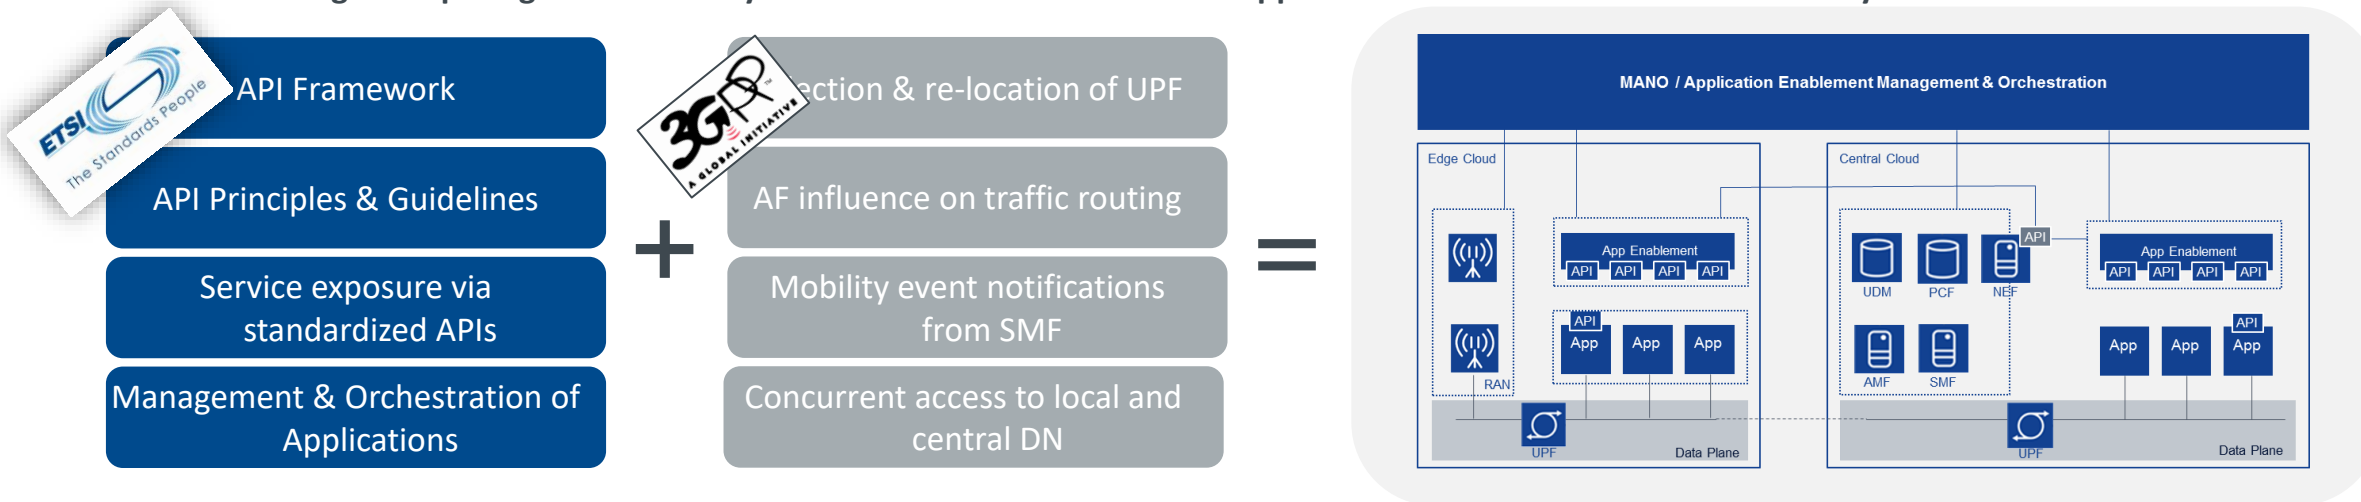 ETSI
The Standards People
API Framework
API Principles & Guidelines
Service exposure via
standardized APIs
Management & Orchestration of
Applications
+
3GPP
TM
A GLOBAL INITIATIVE
ection & re-location of UPF
AF influence on traffic routing
Mobility event notifications
from SMF
Concurrent access to local and
central DN
=
MANO / Application Enablement Management & Orchestration
Edge Cloud
App Enablement
API API API API
API
App App App
RAN
UPF
Data Plane
Central Cloud
API
UDM PCF NEF
App Enablement
API API API API
AMF SMF
API
App App App
UPF
Data Plane